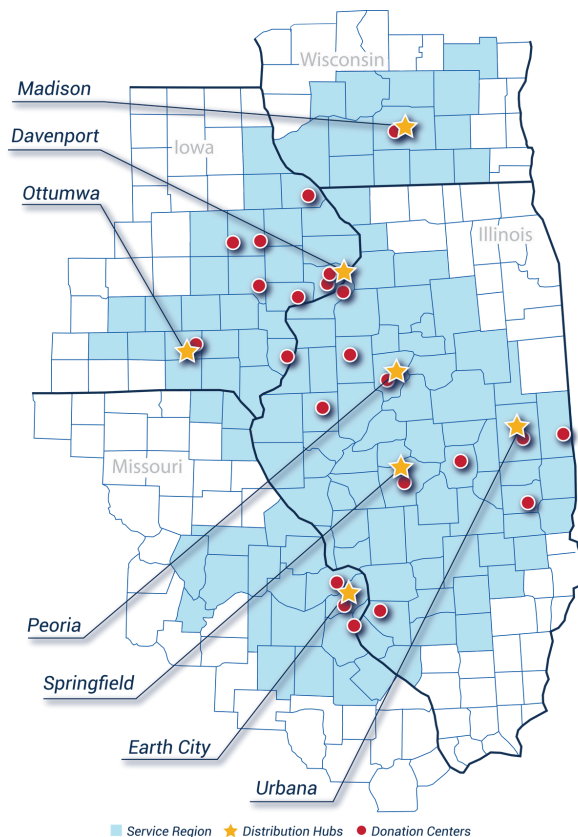 Wisconsin
Madison
Davenport
Iowa
Ottumwa
Illinois
Missouri
Peoria
Springfield
Earth City
Urbana
Service Region Distribution Hubs Donation Centers